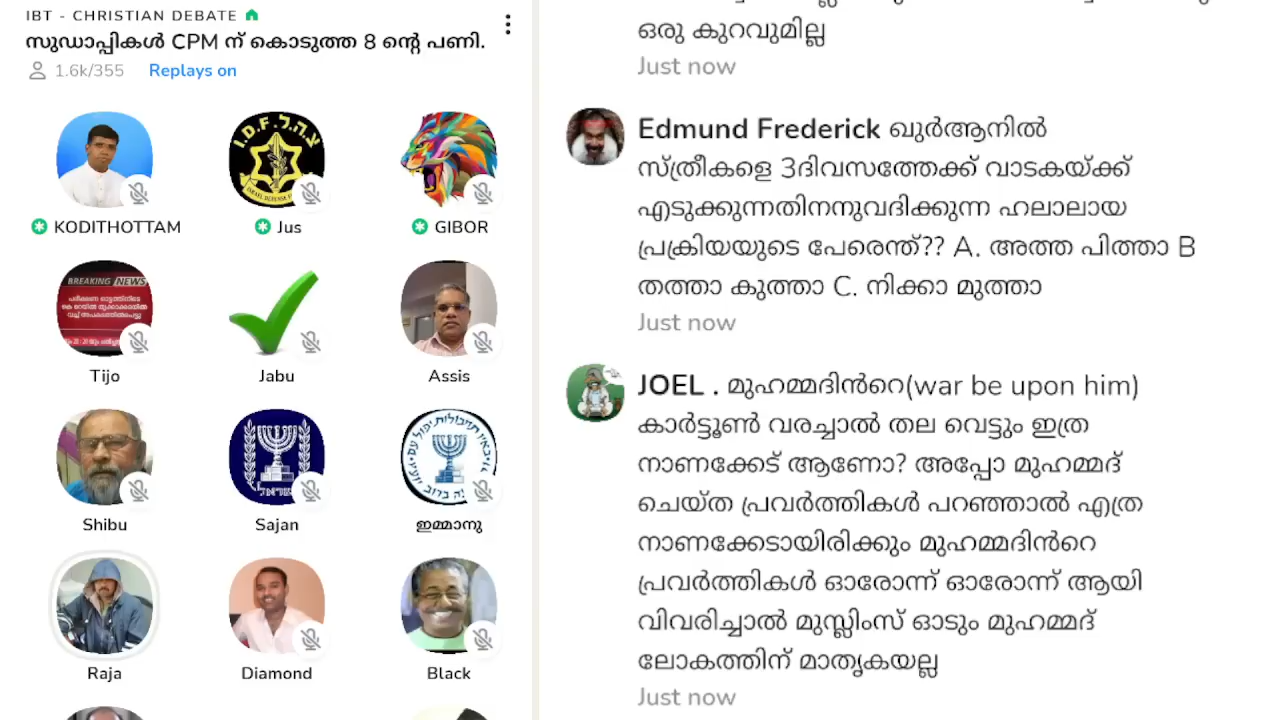 IBT - CHRISTIAN DEBATE
സുഡാപ്പികൾ CPM ന് കൊടുത്ത 8 ന്റെ പണി.
1.6k/355 Replays on
KODITHOTTAM
Jus
GIBOR
BREAKING NEWS
Tijo
Jabu
Assis
Shibu
Sajan
ഇമ്മാനു
Raja
Diamond
Black
ഒരു കുറവുമില്ല
Just now
Edmund Frederick ഖുർആനിൽ
സ്ത്രീകളെ 3ദിവസത്തേക്ക് വാടകയ്ക്ക്
എടുക്കുന്നതിനനുവദിക്കുന്ന ഹലാലായ
പ്രക്രിയയുടെ പേരെന്ത്?? A. അത്ത പിത്താ B
തത്താ കുത്താ C. നിക്കാ മുത്താ
Just now
JOEL . മുഹമ്മദിൻറെ(war be upon him)
കാർട്ടൂൺ വരച്ചാൽ തല വെട്ടും ഇത്ര
നാണക്കേട് ആണോ? അപ്പോ മുഹമ്മദ്
ചെയ്ത പ്രവർത്തികൾ പറഞ്ഞാൽ എത്ര
നാണക്കേടായിരിക്കും മുഹമ്മദിൻറെ
പ്രവർത്തികൾ ഓരോന്ന് ഓരോന്ന് ആയി
വിവരിച്ചാൽ മുസ്ലിംസ് ഓടും മുഹമ്മദ്
ലോകത്തിന് മാതൃകയല്ല
Just now